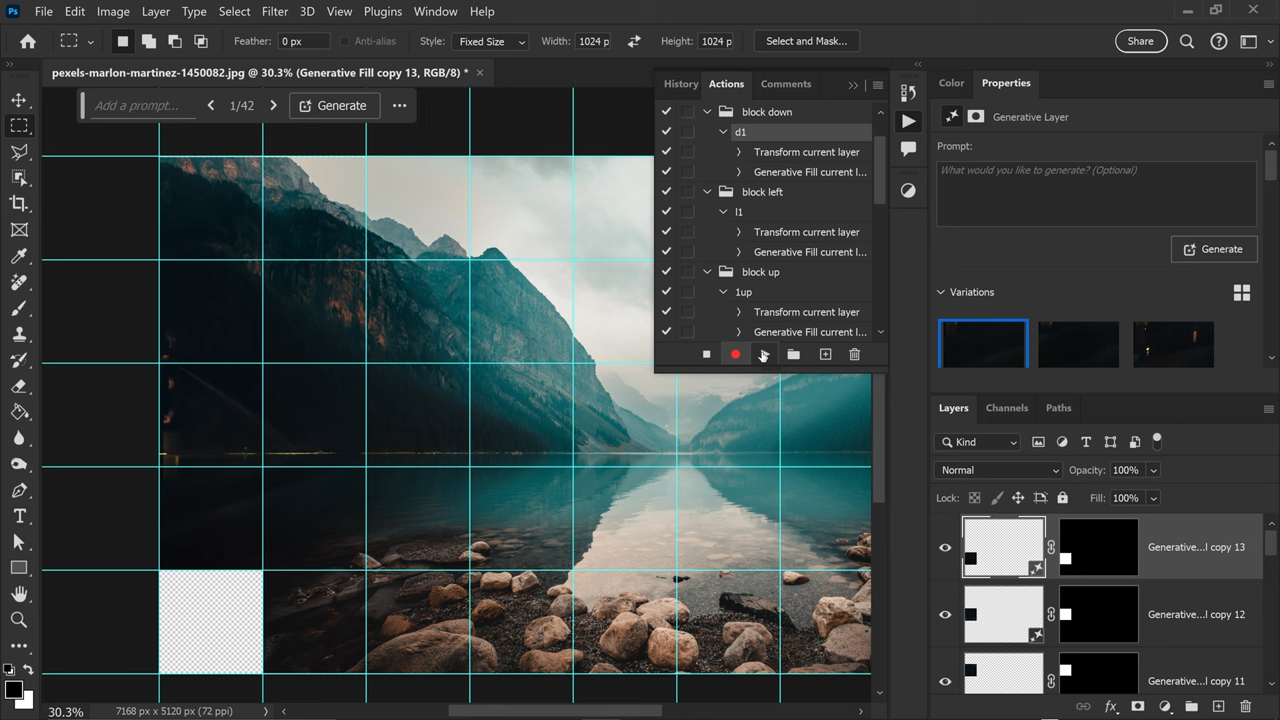 Ps File Edit Image Layer Type Select Filter 3D View Plugins Window Help
Feather: 0 px Anti-alias Style: Fixed Size Width: 1024 p Height: 1024 p Select and Mask... Share
pexels-marlon-martinez-1450082.jpg @ 30.3% (Generative Fill copy 13, RGB/8) *
Add a prompt... 1/42 Generate
History Actions Comments
block down
d1
Transform current layer
Generative Fill current l...
block left
l1
Transform current layer
Generative Fill current l...
block up
1up
Transform current layer
Generative Fill current l...
Color Properties
Generative Layer
Prompt:
What would you like to generate? (Optional)
Generate
Variations
Layers Channels Paths
Kind
Normal Opacity: 100%
Lock: Fill: 100%
Generative...l copy 13
Generative...l copy 12
Generative...l copy 11
fx
30.3% 7168 px x 5120 px (72 ppi)